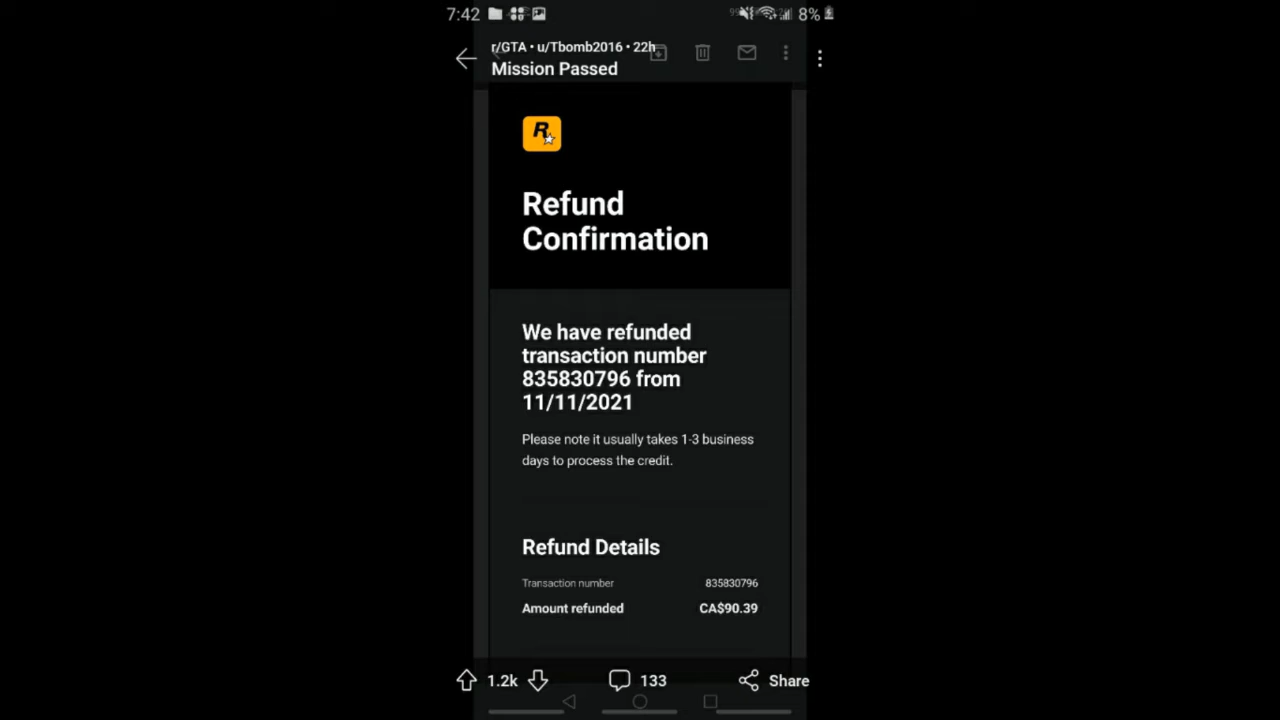 7:42 8%
r/GTA • u/Tbomb2016 • 22h
Mission Passed
R
Refund
Confirmation
We have refunded
transaction number
835830796 from
11/11/2021
Please note it usually takes 1-3 business
days to process the credit.
Refund Details
Transaction number 835830796
Amount refunded CA$90.39
1.2k 133 Share